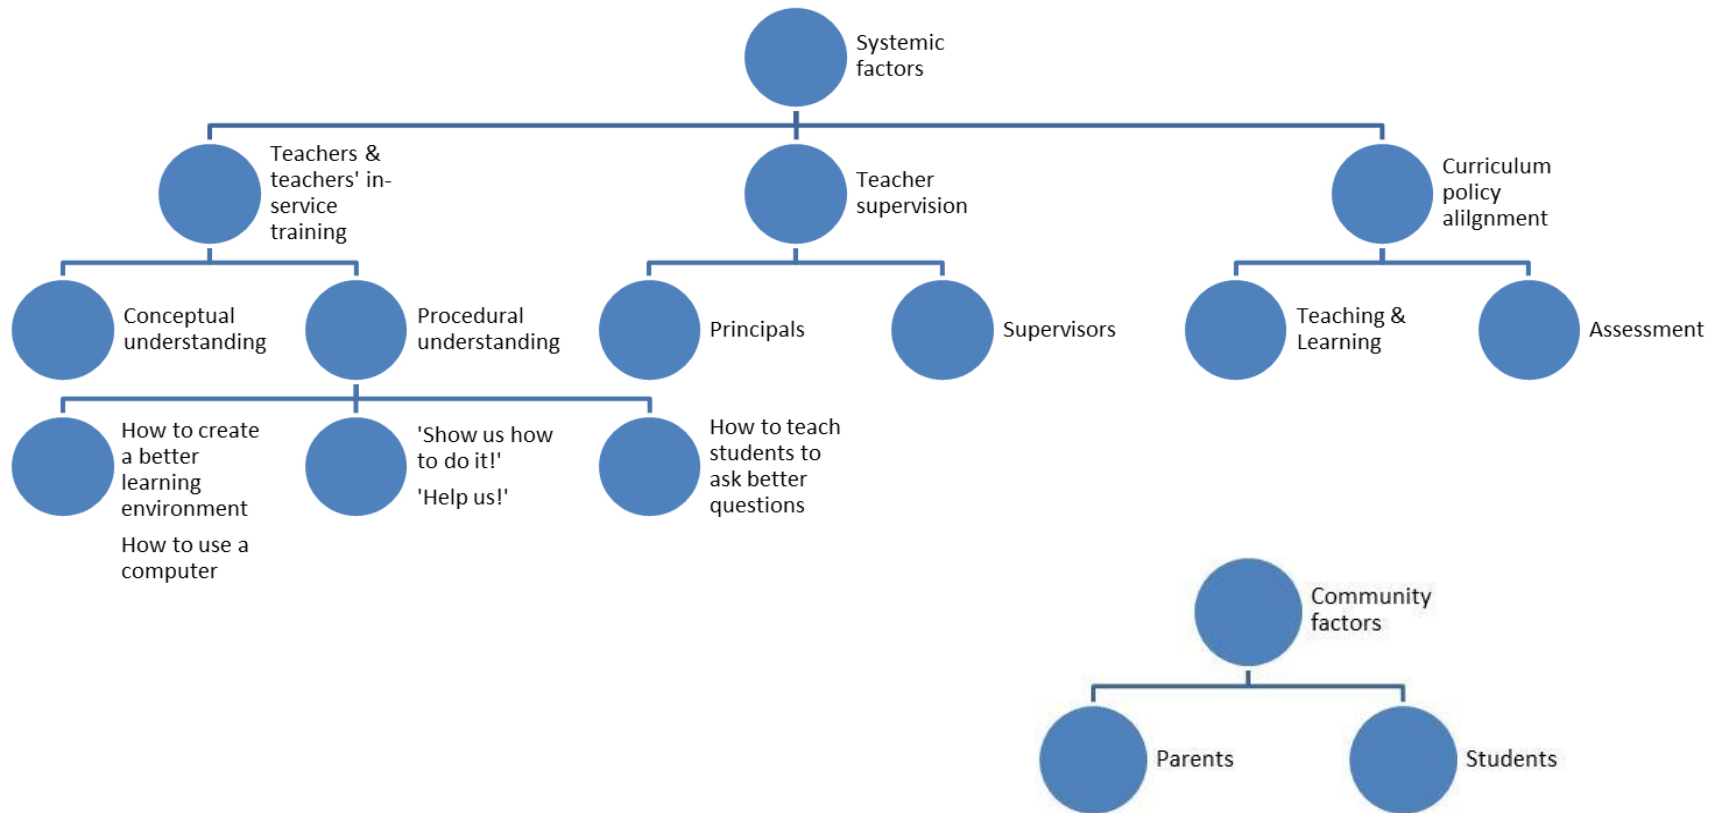 Systemic
factors
Teachers &
teachers' in-
service
training
Teacher
supervision
Curriculum
policy
alilgnment
Conceptual
understanding
Procedural
understanding
Principals
Supervisors
Teaching &
Learning
Assessment
How to create
a better
learning
environment
How to use a
computer
'Show us how
to do it!'
'Help us!'
How to teach
students to
ask better
questions
Community
factors
Parents
Students